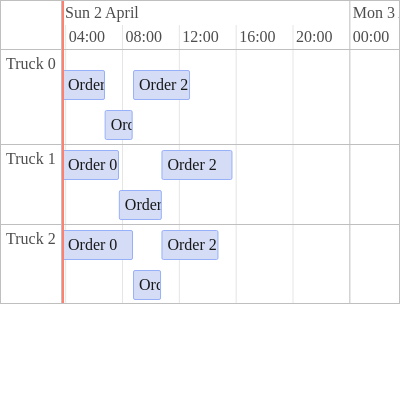 Sun 2 April
Mon 3
04:00 08:00 12:00 16:00 20:00 00:00
Truck 0
Order Order 2
Orc
Truck 1
Order 0 Order 2
Order
Truck 2
Order 0 Order 2
Orc